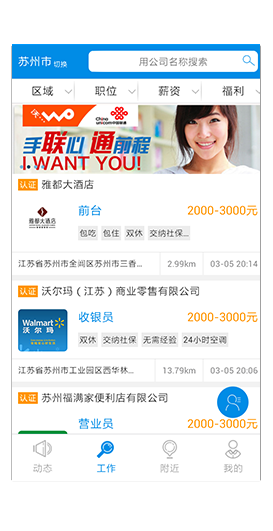 苏州市 切换
用公司名称搜索
区域 职位 薪资 福利
WO China unicom中国联通
手联心 通前程
I WANT YOU!
认证 雅都大酒店
雅都大酒店
前台 2000-3000元
包吃 包住 双休 交纳社保...
江苏省苏州市金阊区苏州市三香... 2.99km 03-05 20:14
认证 沃尔玛（江苏）商业零售有限公司
Walmart
沃尔玛
收银员 2000-3000元
双休 交纳社保 无需经验 24小时空调
江苏省苏州市工业园区西华林... 13.79km 03-05 20:06
认证 苏州福满家便利店有限公司
营业员 2000-3000元
动态 工作 附近 我的